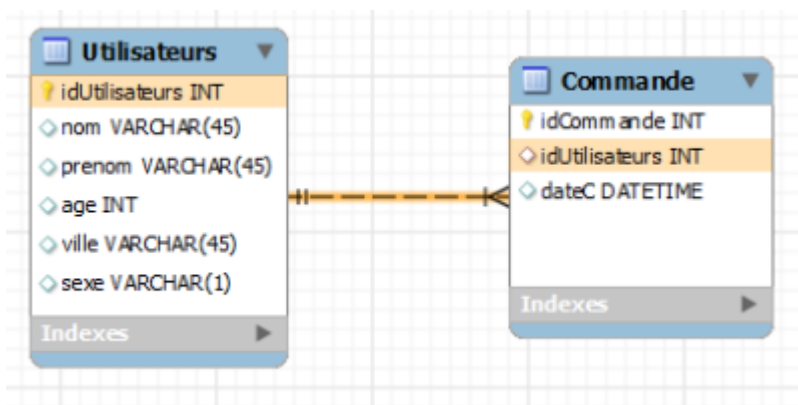 Utilisateurs
idUtilisateurs INT
nom VARCHAR(45)
prenom VARCHAR(45)
age INT
ville VARCHAR(45)
sexe VARCHAR(1)
Indexes
Commande
idCommande INT
idUtilisateurs INT
dateC DATETIME
Indexes